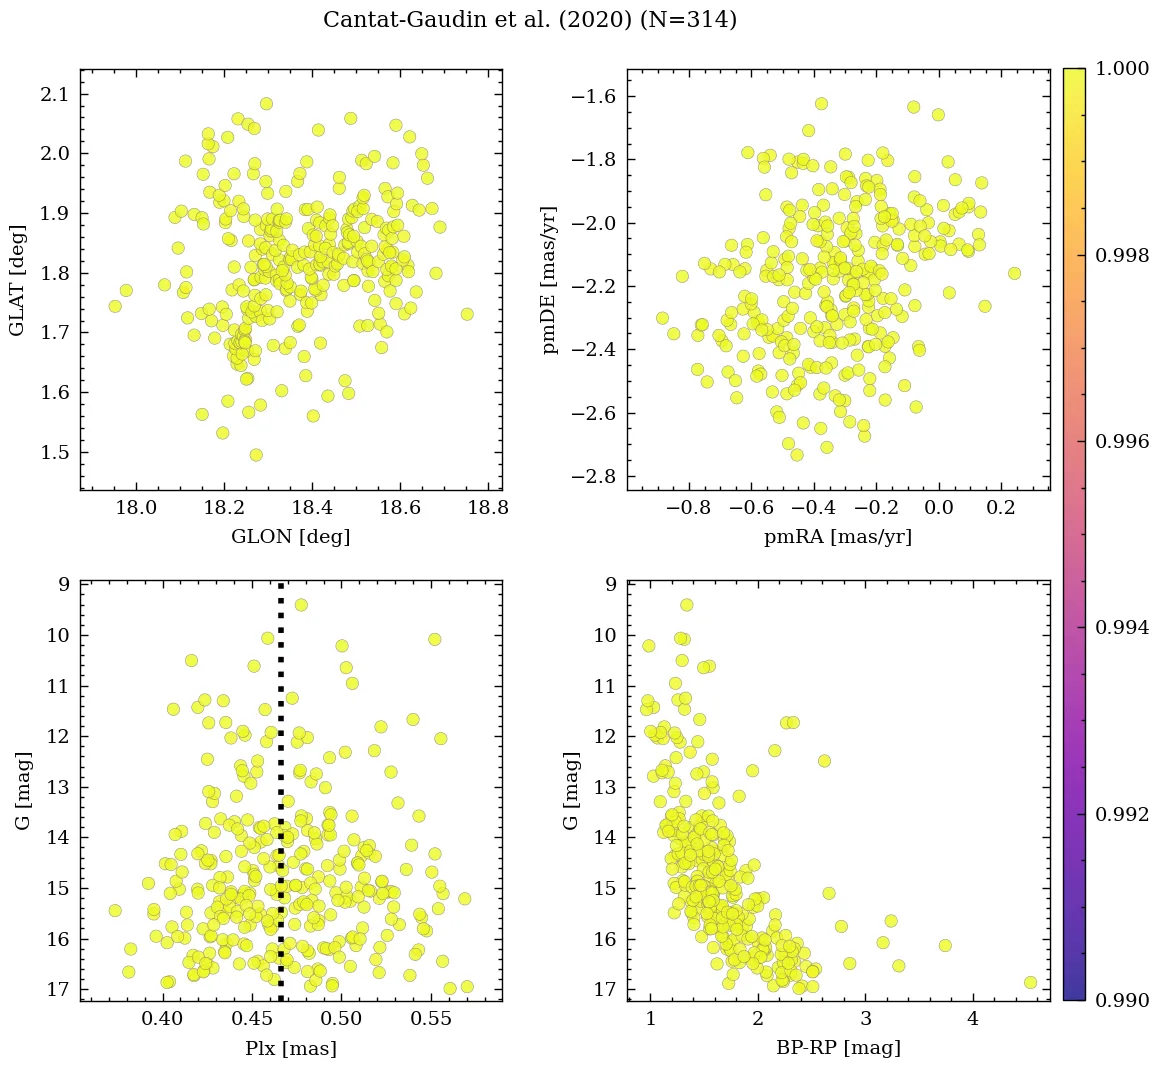 Cantat-Gaudin et al. (2020) (N=314)
2.1
2.0
1.9
1.8
1.7
1.6
1.5
GLAT [deg]
18.0 18.2 18.4 18.6 18.8
GLON [deg]
−1.6
−1.8
−2.0
−2.2
−2.4
−2.6
−2.8
pmDE [mas/yr]
−0.8 −0.6 −0.4 −0.2 0.0 0.2
pmRA [mas/yr]
9
10
11
12
13
14
15
16
17
G [mag]
0.40 0.45 0.50 0.55
Plx [mas]
10
11
12
13
14
15
16
17
9
G [mag]
1 2 3 4
BP-RP [mag]
1.000
0.998
0.996
0.994
0.992
0.990